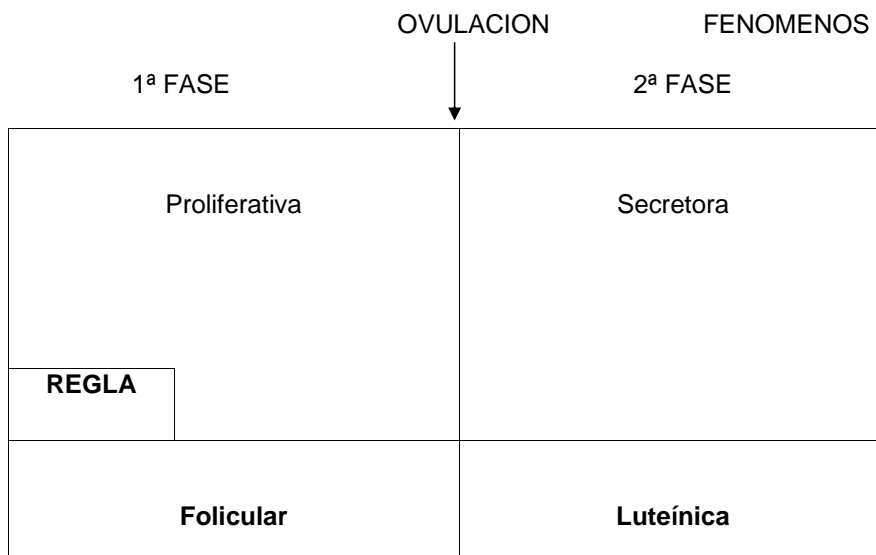 OVULACION FENOMENOS
1ª FASE 2ª FASE
Proliferativa Secretora
REGLA
Folicular Luteínica